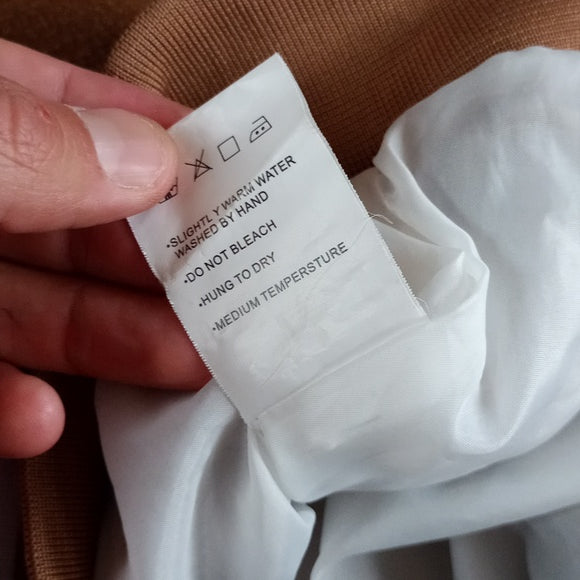 ·SLIGHTLY WARM WATER
WASHED BY HAND
·DO NOT BLEACH
·HUNG TO DRY
·MEDIUM TEMPERSTURE